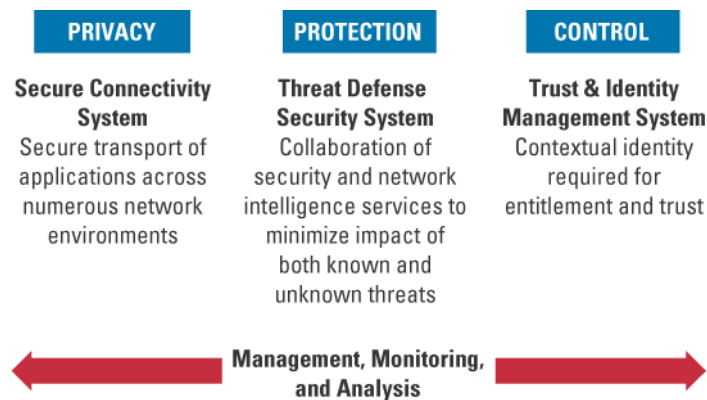 PRIVACY
Secure Connectivity
System
Secure transport of
applications across
numerous network
environments
PROTECTION
Threat Defense
Security System
Collaboration of
security and network
intelligence services to
minimize impact of
both known and
unknown threats
CONTROL
Trust & Identity
Management System
Contextual identity
required for
entitlement and trust
Management, Monitoring,
and Analysis